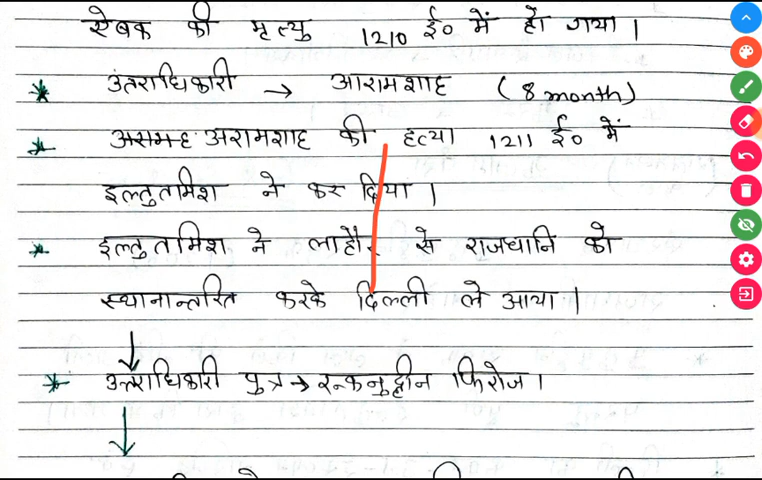 ऐबक की मृत्यु 1210 ई० में हो गया।
* उत्तराधिकारी → आरामशाह (8 month)
* असमह अरामशाह की हत्या 1211 ई० में
इल्तुतमिश ने कर दिया।
* इल्तुतमिश ने लाहौर से राजधानि को
स्थानान्तरित करके दिल्ली ले आया।
* उत्तराधिकारी पुत्र → रुकनुद्दीन फिरोज।